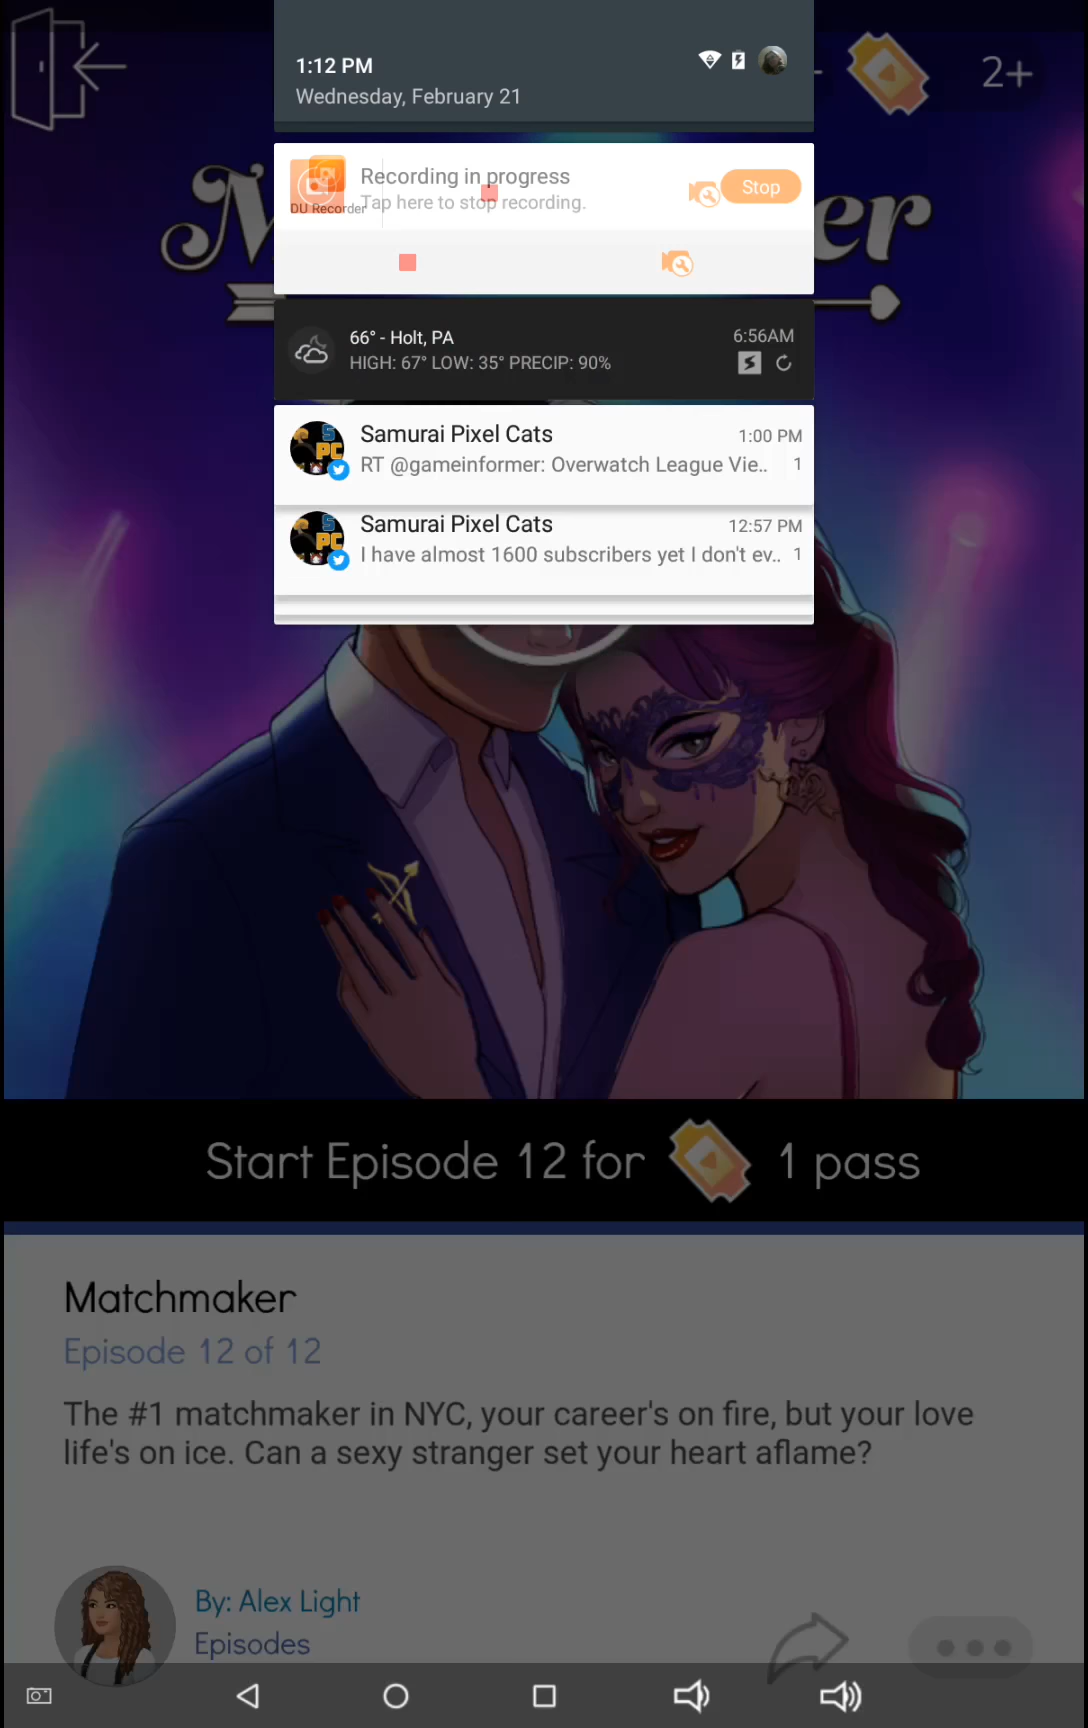 1:12 PM
Wednesday, February 21
2+
Recording in progress
Stop
DU Recorder
Tap here to stop recording.
66° - Holt, PA
6:56AM
HIGH: 67° LOW: 35° PRECIP: 90%
Samurai Pixel Cats
1:00 PM
RT @gameinformer: Overwatch League Vie..
1
Samurai Pixel Cats
12:57 PM
I have almost 1600 subscribers yet I don't ev..
1
SPC
SPC
Start Episode 12 for 1 pass
Matchmaker
Episode 12 of 12
The #1 matchmaker in NYC, your career's on fire, but your love
life's on ice. Can a sexy stranger set your heart aflame?
By: Alex Light
Episodes